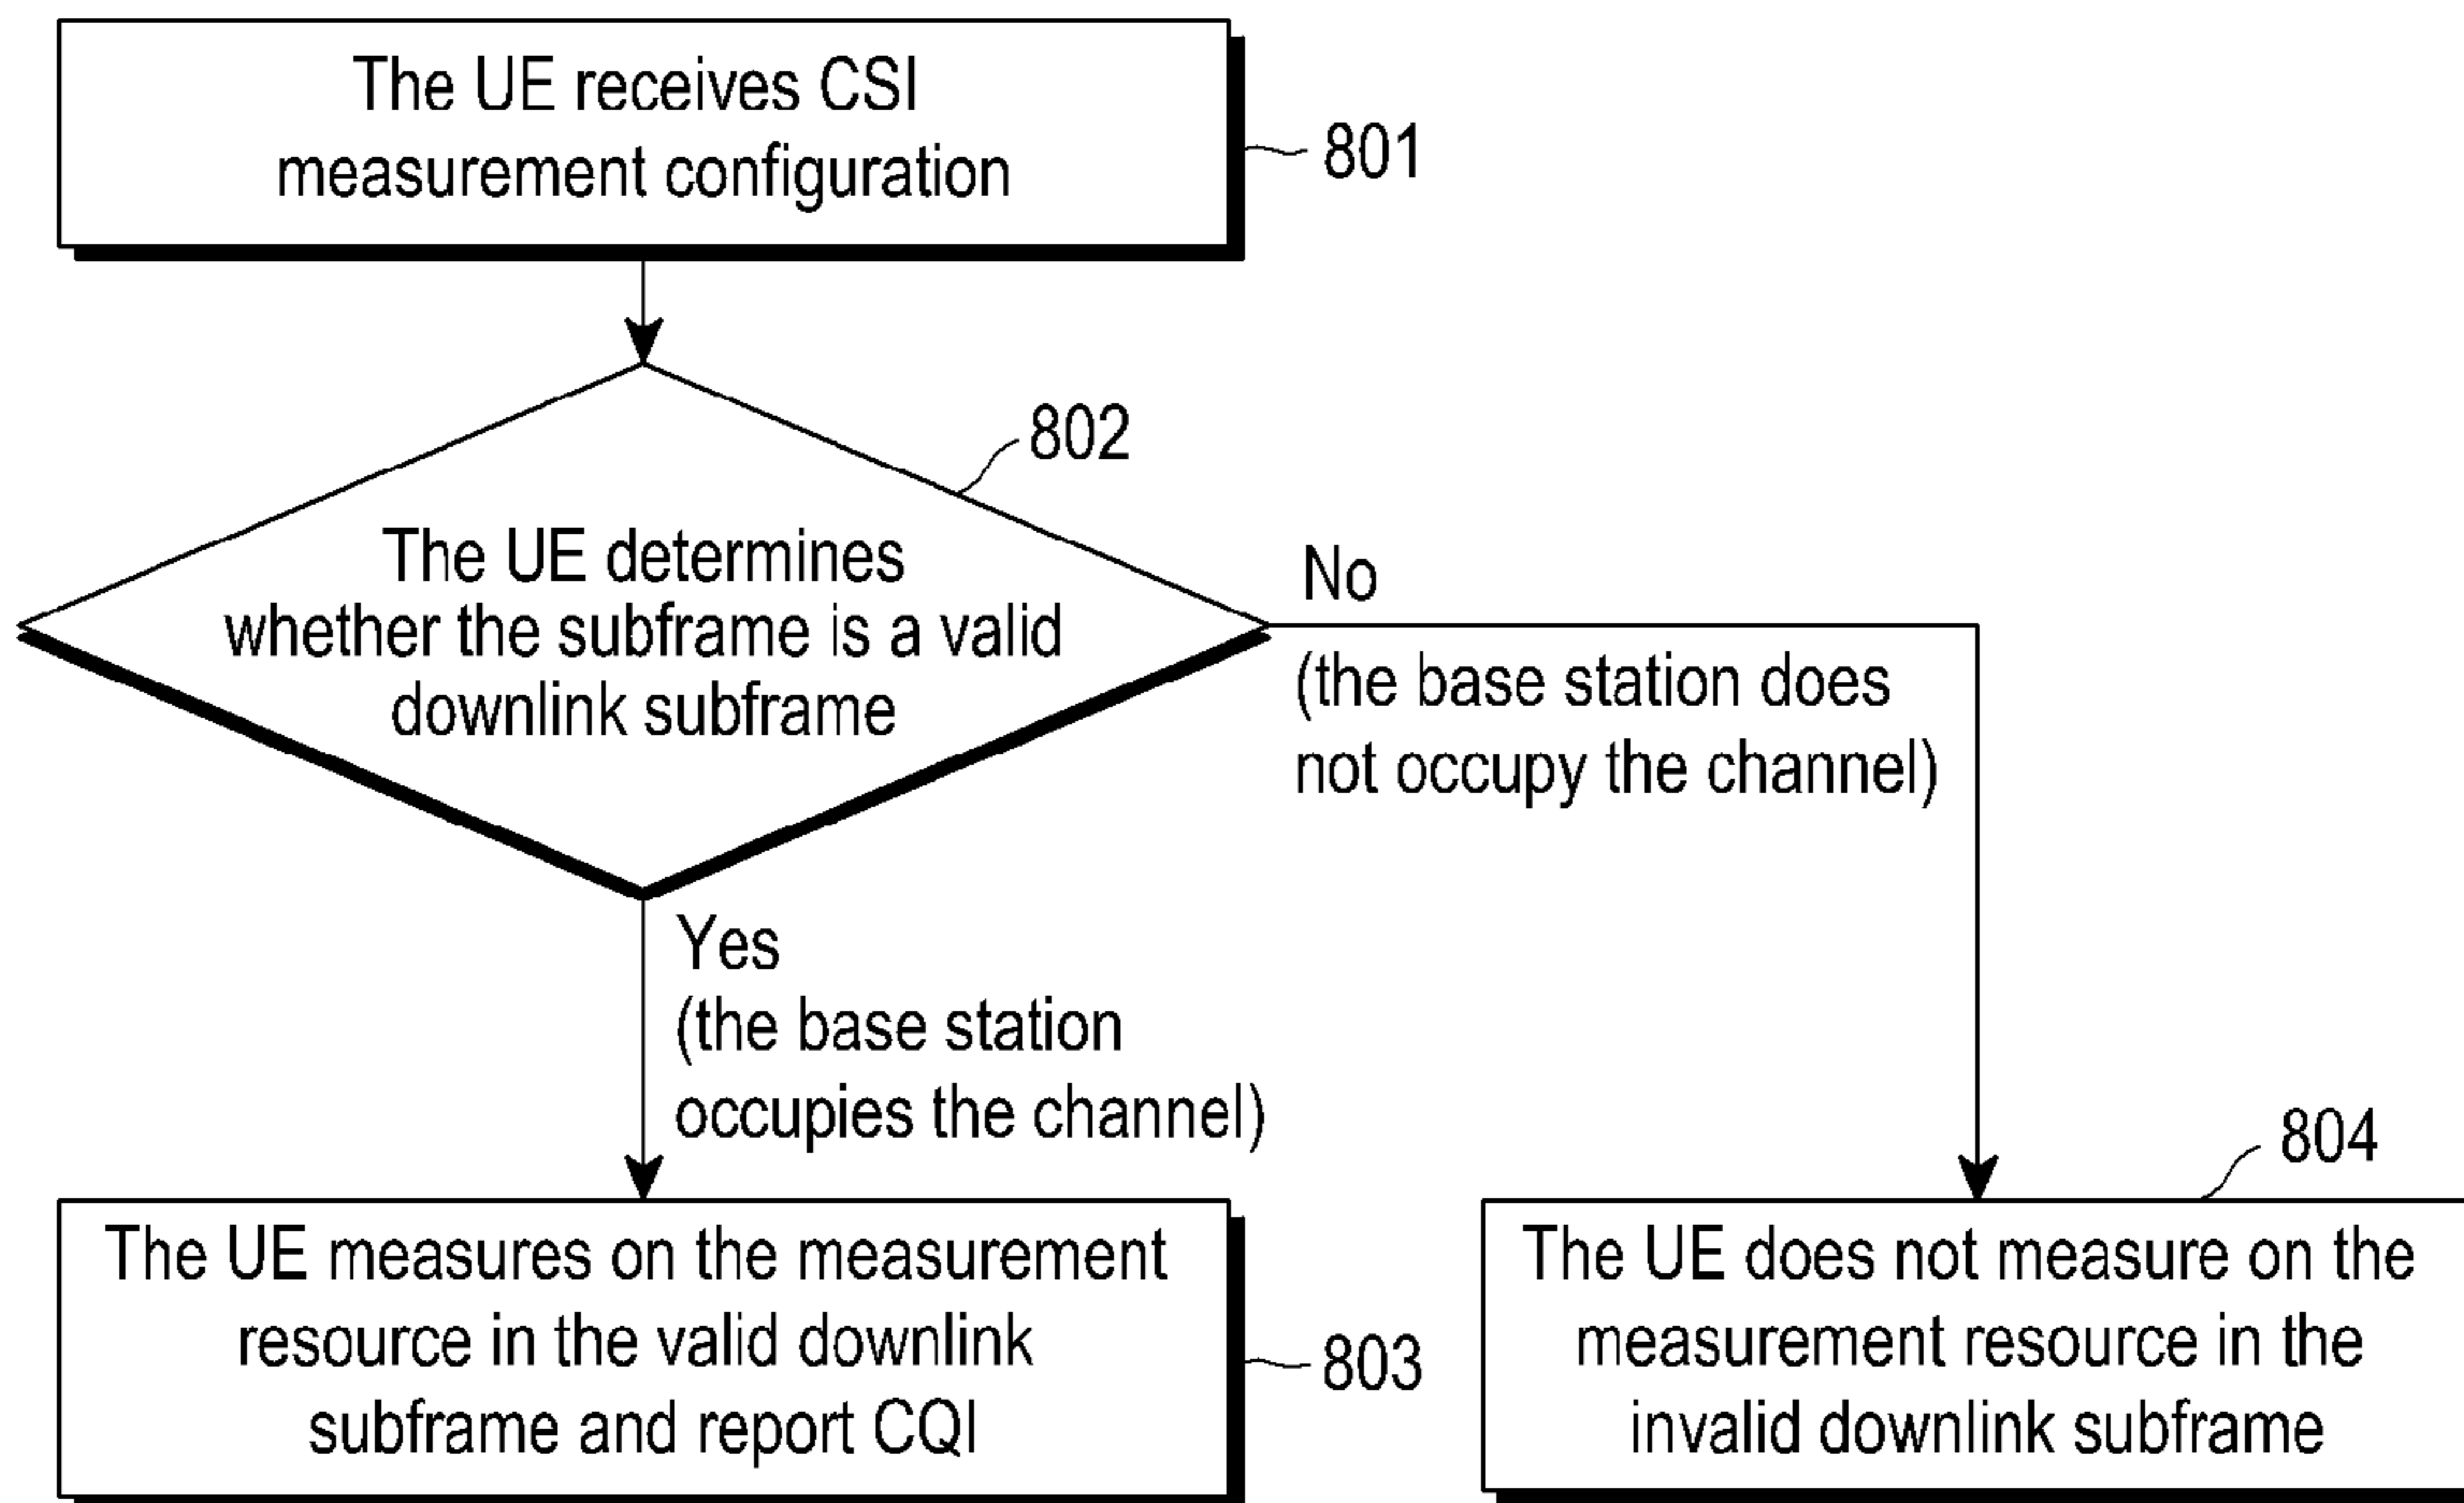 The UE receives CSI
measurement configuration
801
802
The UE determines
whether the subframe is a valid
downlink subframe
No
(the base station does
not occupy the channel)
Yes
(the base station
occupies the channel)
The UE measures on the measurement
resource in the valid downlink
subframe and report CQI
803
804
The UE does not measure on the
measurement resource in the
invalid downlink subframe